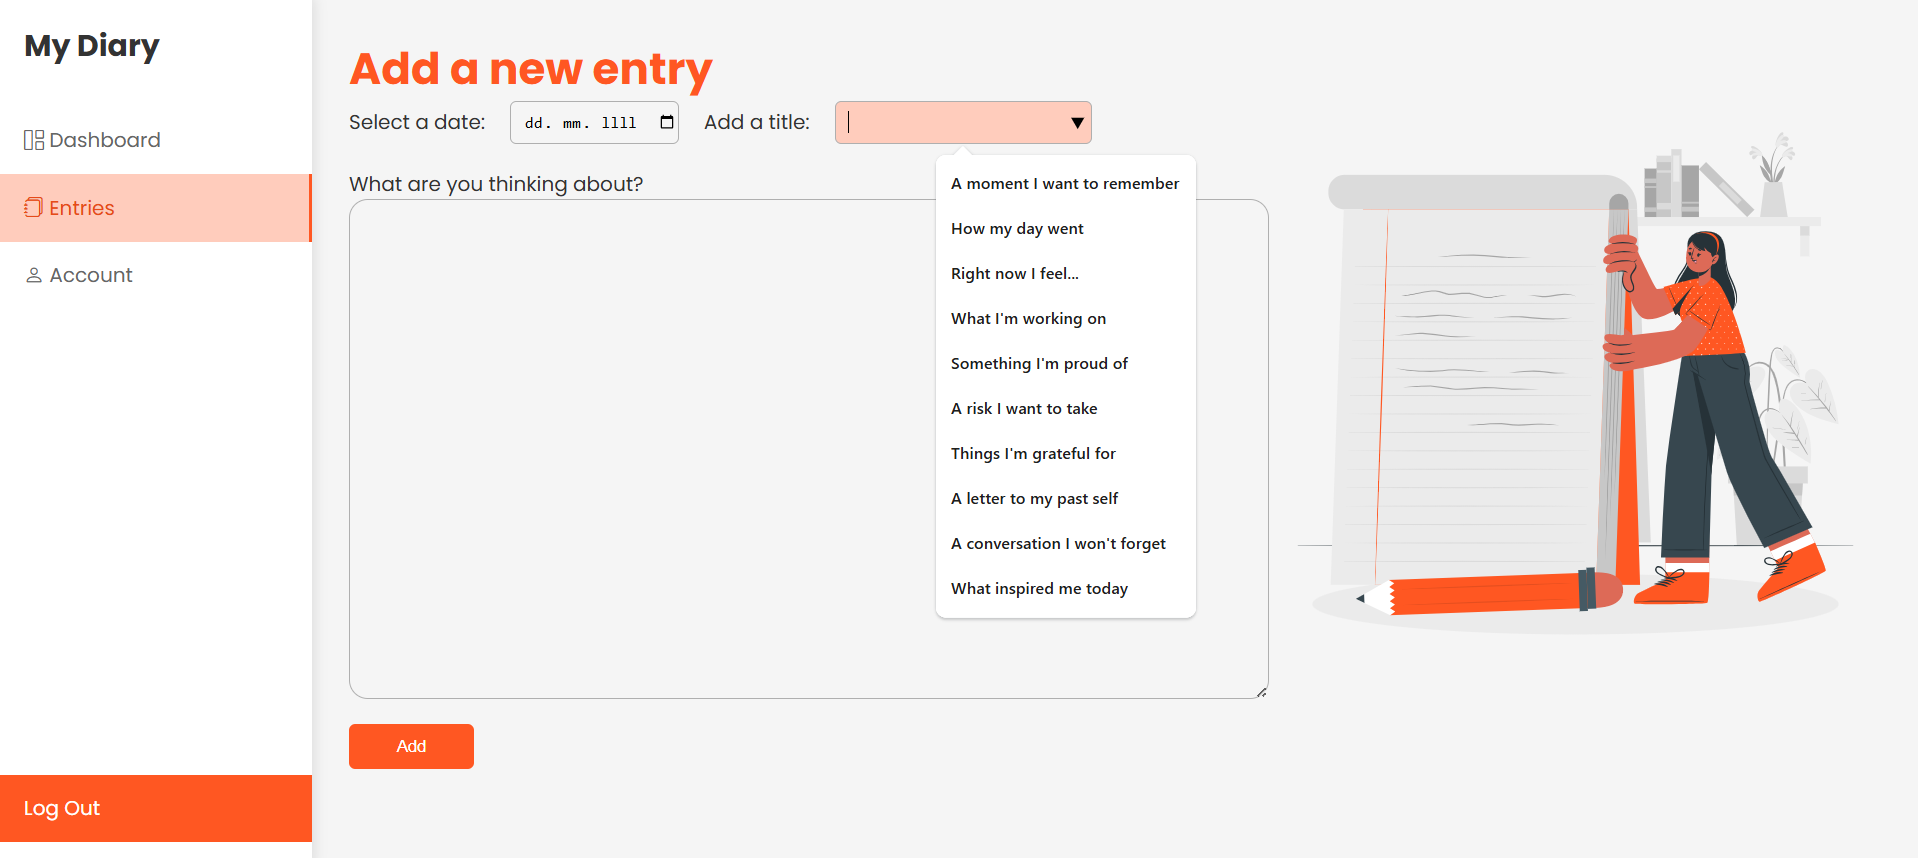 My Diary
Dashboard
Entries
Account
Log Out
Add a new entry
Select a date: dd. mm. llll Add a title:
What are you thinking about?
A moment I want to remember
How my day went
Right now I feel...
What I'm working on
Something I'm proud of
A risk I want to take
Things I'm grateful for
A letter to my past self
A conversation I won't forget
What inspired me today
Add